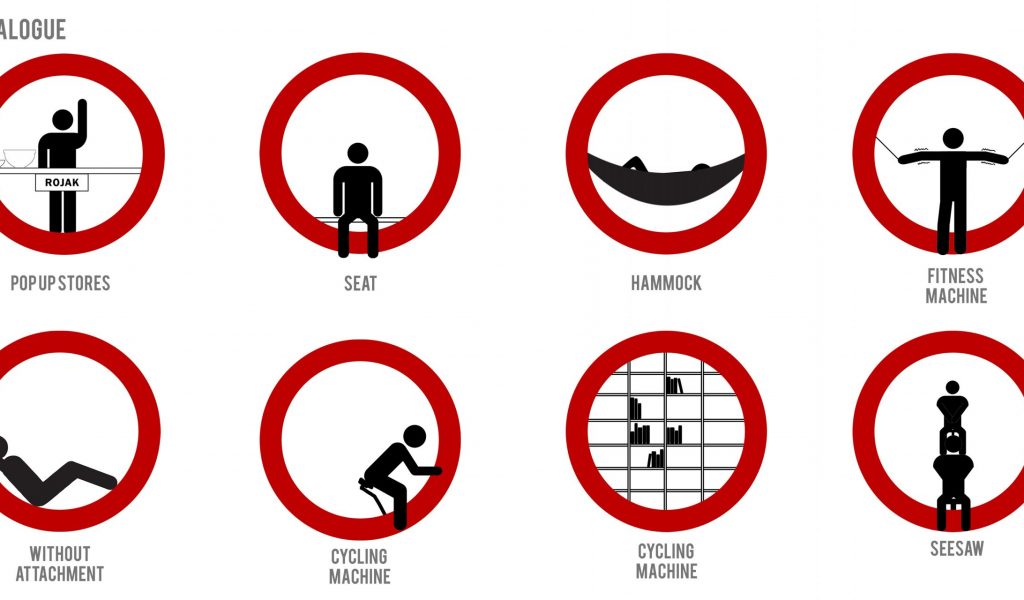 ALOGUE
ROJAK
POP UP STORES
SEAT
HAMMOCK
FITNESS
MACHINE
WITHOUT
ATTACHMENT
CYCLING
MACHINE
CYCLING
MACHINE
SEESAW